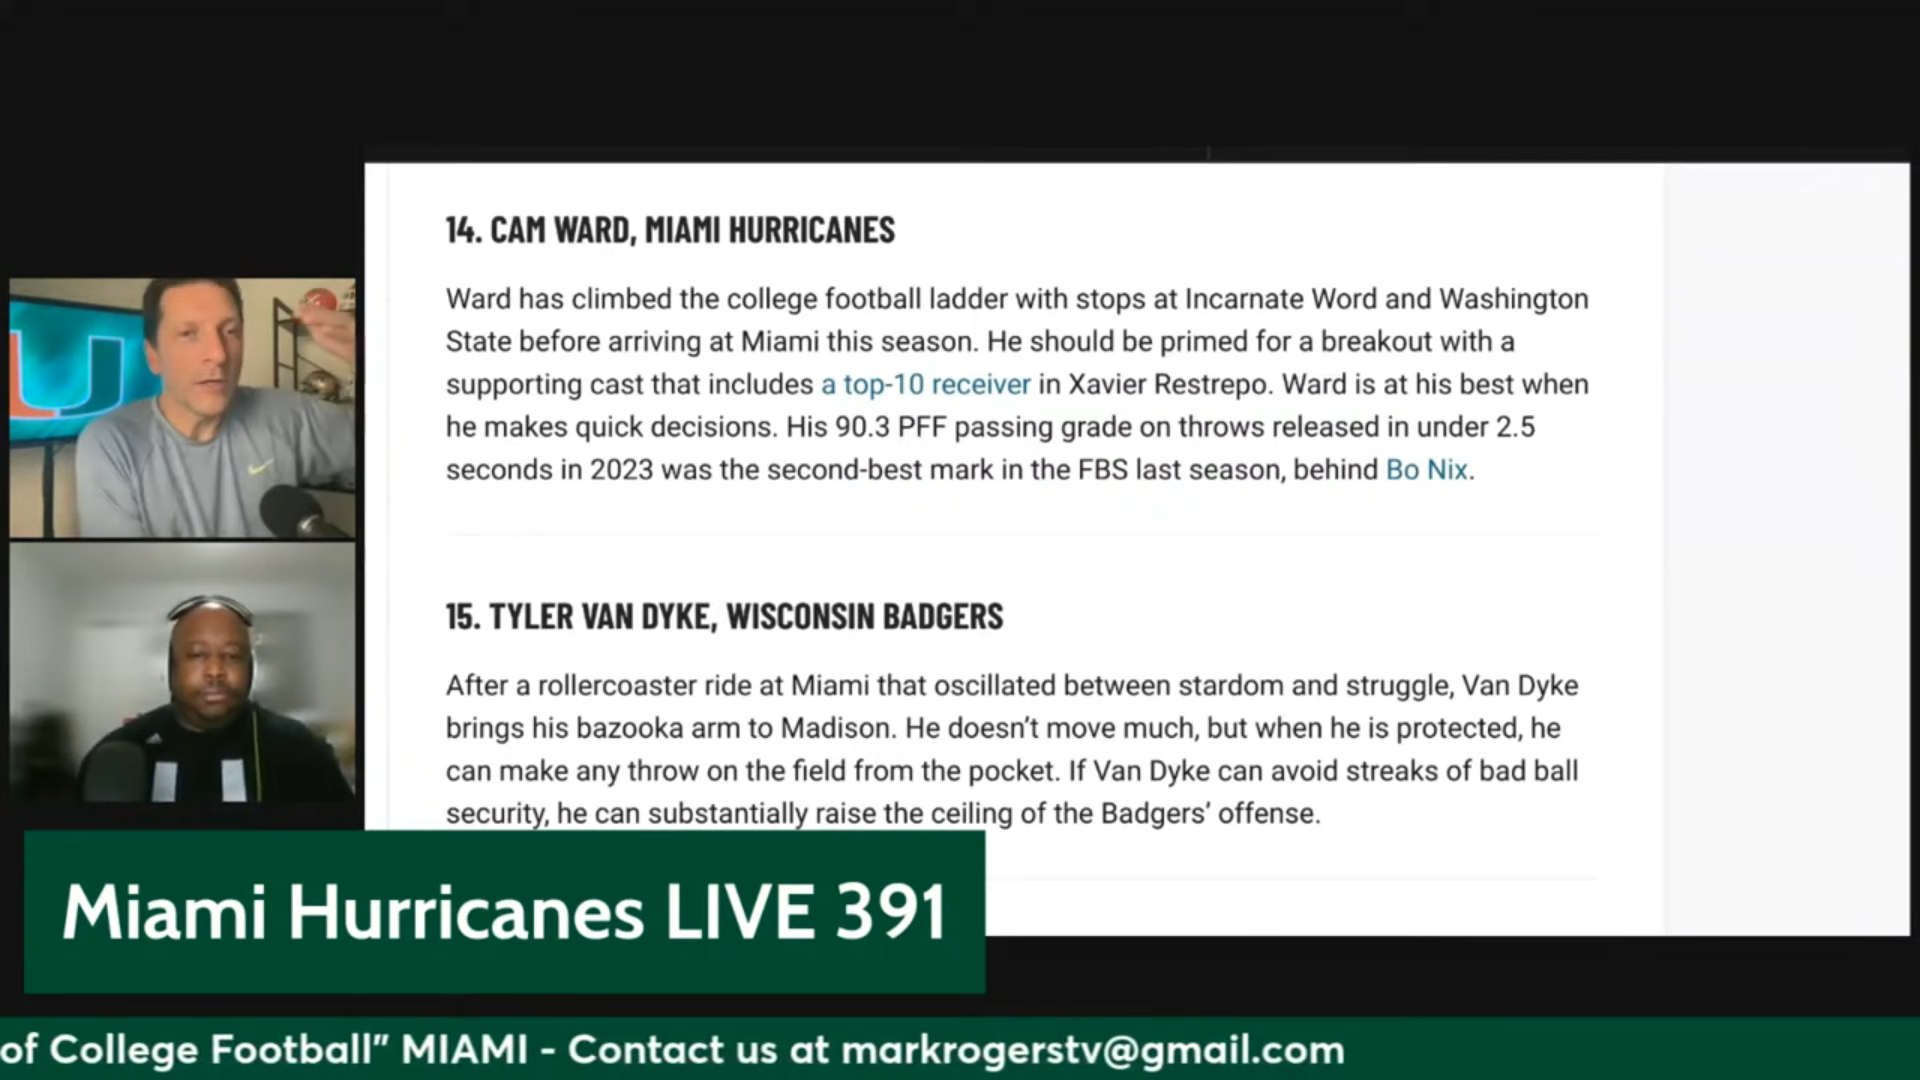 14. CAM WARD, MIAMI HURRICANES
Ward has climbed the college football ladder with stops at Incarnate Word and Washington
State before arriving at Miami this season. He should be primed for a breakout with a
supporting cast that includes a top-10 receiver in Xavier Restrepo. Ward is at his best when
he makes quick decisions. His 90.3 PFF passing grade on throws released in under 2.5
seconds in 2023 was the second-best mark in the FBS last season, behind Bo Nix.
15. TYLER VAN DYKE, WISCONSIN BADGERS
After a rollercoaster ride at Miami that oscillated between stardom and struggle, Van Dyke
brings his bazooka arm to Madison. He doesn’t move much, but when he is protected, he
can make any throw on the field from the pocket. If Van Dyke can avoid streaks of bad ball
security, he can substantially raise the ceiling of the Badgers’ offense.
Miami Hurricanes LIVE 391
of College Football” MIAMI - Contact us at markrogerstv@gmail.com